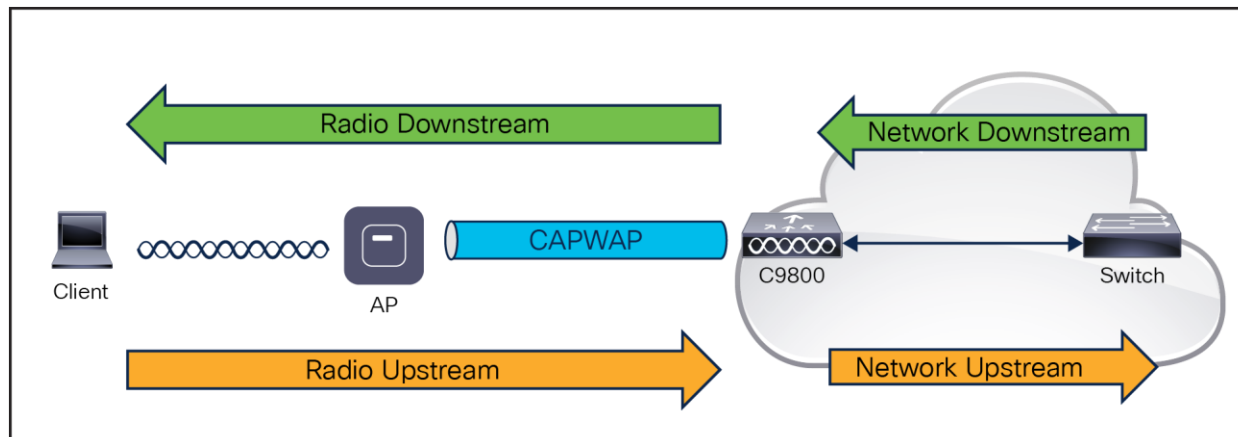 Radio Downstream
Network Downstream
CAPWAP
Client
AP
C9800
Switch
Radio Upstream
Network Upstream